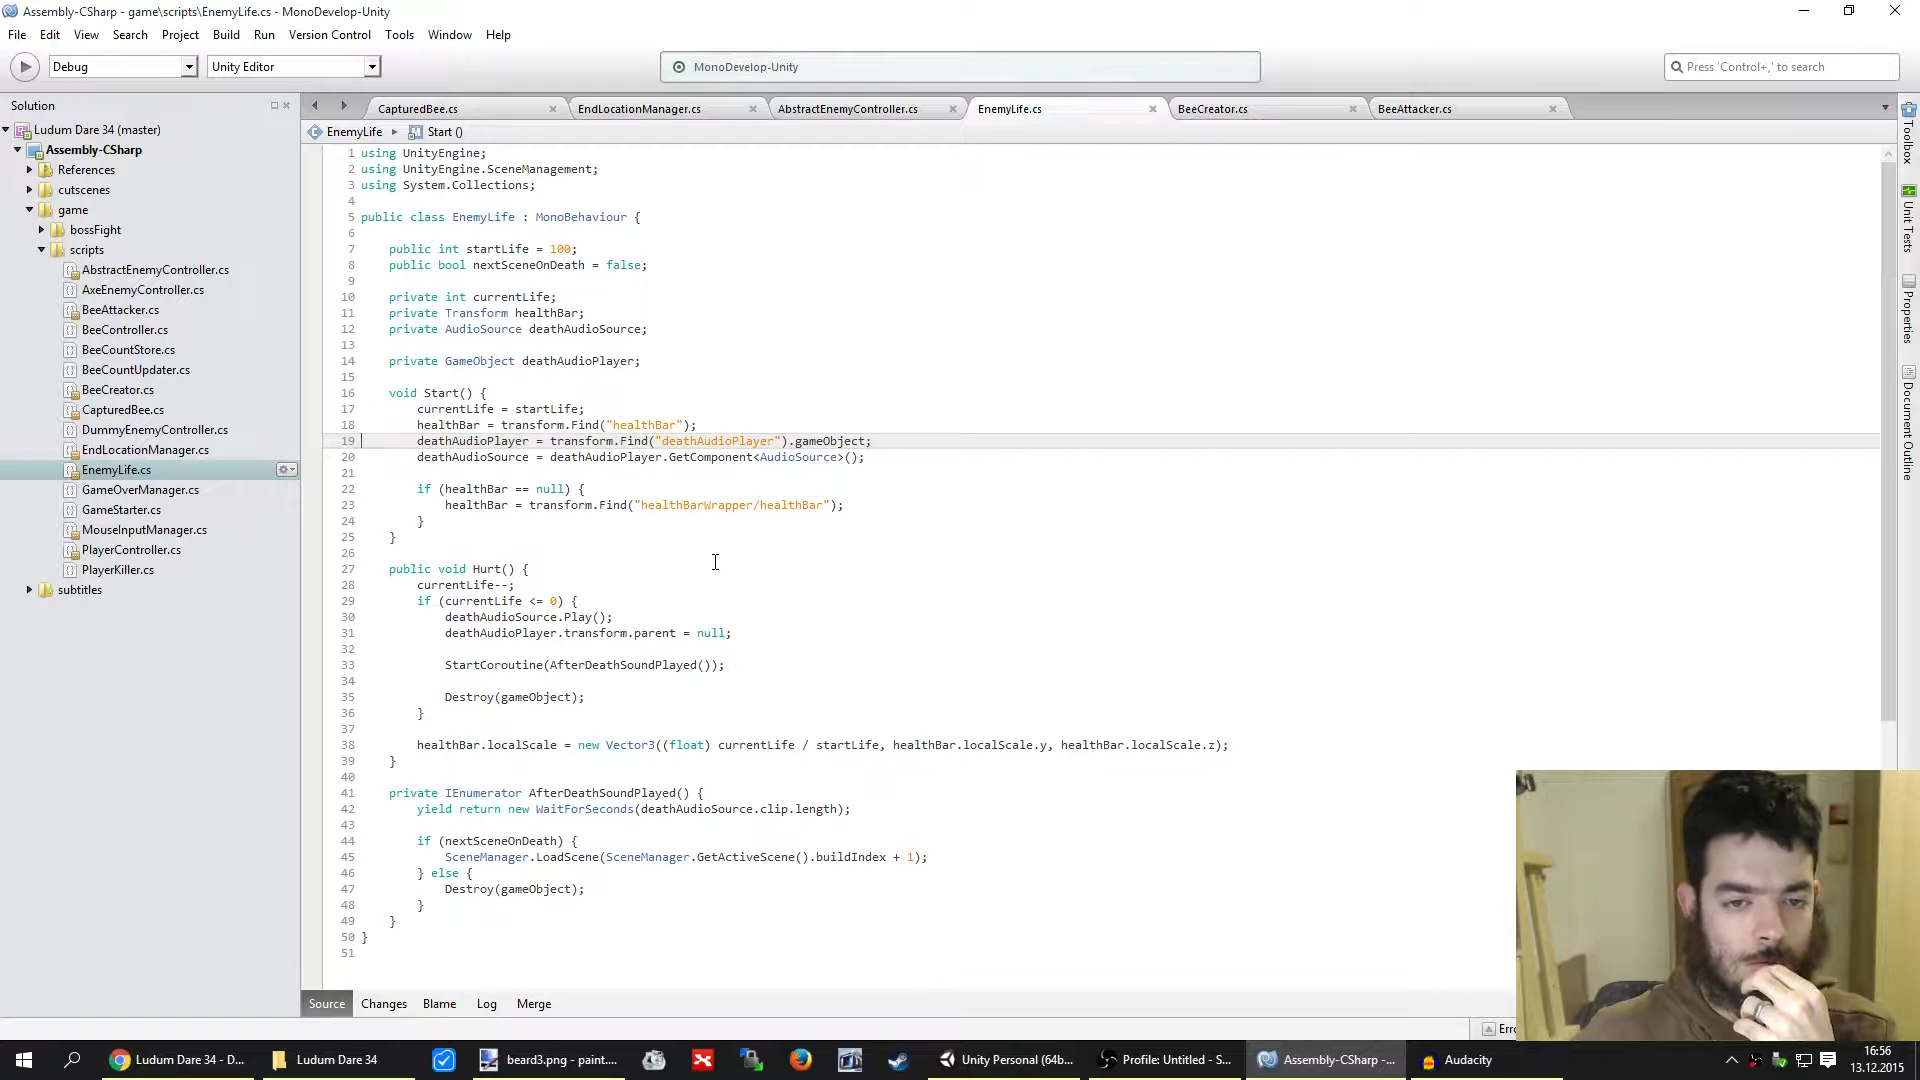 Assembly-CSharp - game\scripts\EnemyLife.cs - MonoDevelop-Unity
File Edit View Search Project Build Run Version Control Tools Window Help
Debug Unity Editor MonoDevelop-Unity Press 'Control+,' to search
Solution
Ludum Dare 34 (master)
Assembly-CSharp
References
cutscenes
game
bossFight
scripts
AbstractEnemyController.cs
AxeEnemyController.cs
BeeAttacker.cs
BeeController.cs
BeeCountStore.cs
BeeCountUpdater.cs
BeeCreator.cs
CapturedBee.cs
DummyEnemyController.cs
EndLocationManager.cs
EnemyLife.cs
GameOverManager.cs
GameStarter.cs
MouseInputManager.cs
PlayerController.cs
PlayerKiller.cs
subtitles
CapturedBee.cs EndLocationManager.cs AbstractEnemyController.cs EnemyLife.cs BeeCreator.cs BeeAttacker.cs
EnemyLife Start ()
1 using UnityEngine;
2 using UnityEngine.SceneManagement;
3 using System.Collections;
4
5 public class EnemyLife : MonoBehaviour {
6
7 public int startLife = 100;
8 public bool nextSceneOnDeath = false;
9
10 private int currentLife;
11 private Transform healthBar;
12 private AudioSource deathAudioSource;
13
14 private GameObject deathAudioPlayer;
15
16 void Start() {
17 currentLife = startLife;
18 healthBar = transform.Find("healthBar");
19 deathAudioPlayer = transform.Find("deathAudioPlayer").gameObject;
20 deathAudioSource = deathAudioPlayer.GetComponent<AudioSource>();
21
22 if (healthBar == null) {
23 healthBar = transform.Find("healthBarWrapper/healthBar");
24 }
25 }
26
27 public void Hurt() {
28 currentLife--;
29 if (currentLife <= 0) {
30 deathAudioSource.Play();
31 deathAudioPlayer.transform.parent = null;
32
33 StartCoroutine(AfterDeathSoundPlayed());
34
35 Destroy(gameObject);
36 }
37
38 healthBar.localScale = new Vector3((float) currentLife / startLife, healthBar.localScale.y, healthBar.localScale.z);
39 }
40
41 private IEnumerator AfterDeathSoundPlayed() {
42 yield return new WaitForSeconds(deathAudioSource.clip.length);
43
44 if (nextSceneOnDeath) {
45 SceneManager.LoadScene(SceneManager.GetActiveScene().buildIndex + 1);
46 } else {
47 Destroy(gameObject);
48 }
49 }
50 }
51
Toolbox
Unit Tests
Properties
Document Outline
Source Changes Blame Log Merge
Erro
Ludum Dare 34 - D... Ludum Dare 34 beard3.png - paint.... Unity Personal (64b... Profile: Untitled - S... Assembly-CSharp -... Audacity
16:56
13.12.2015